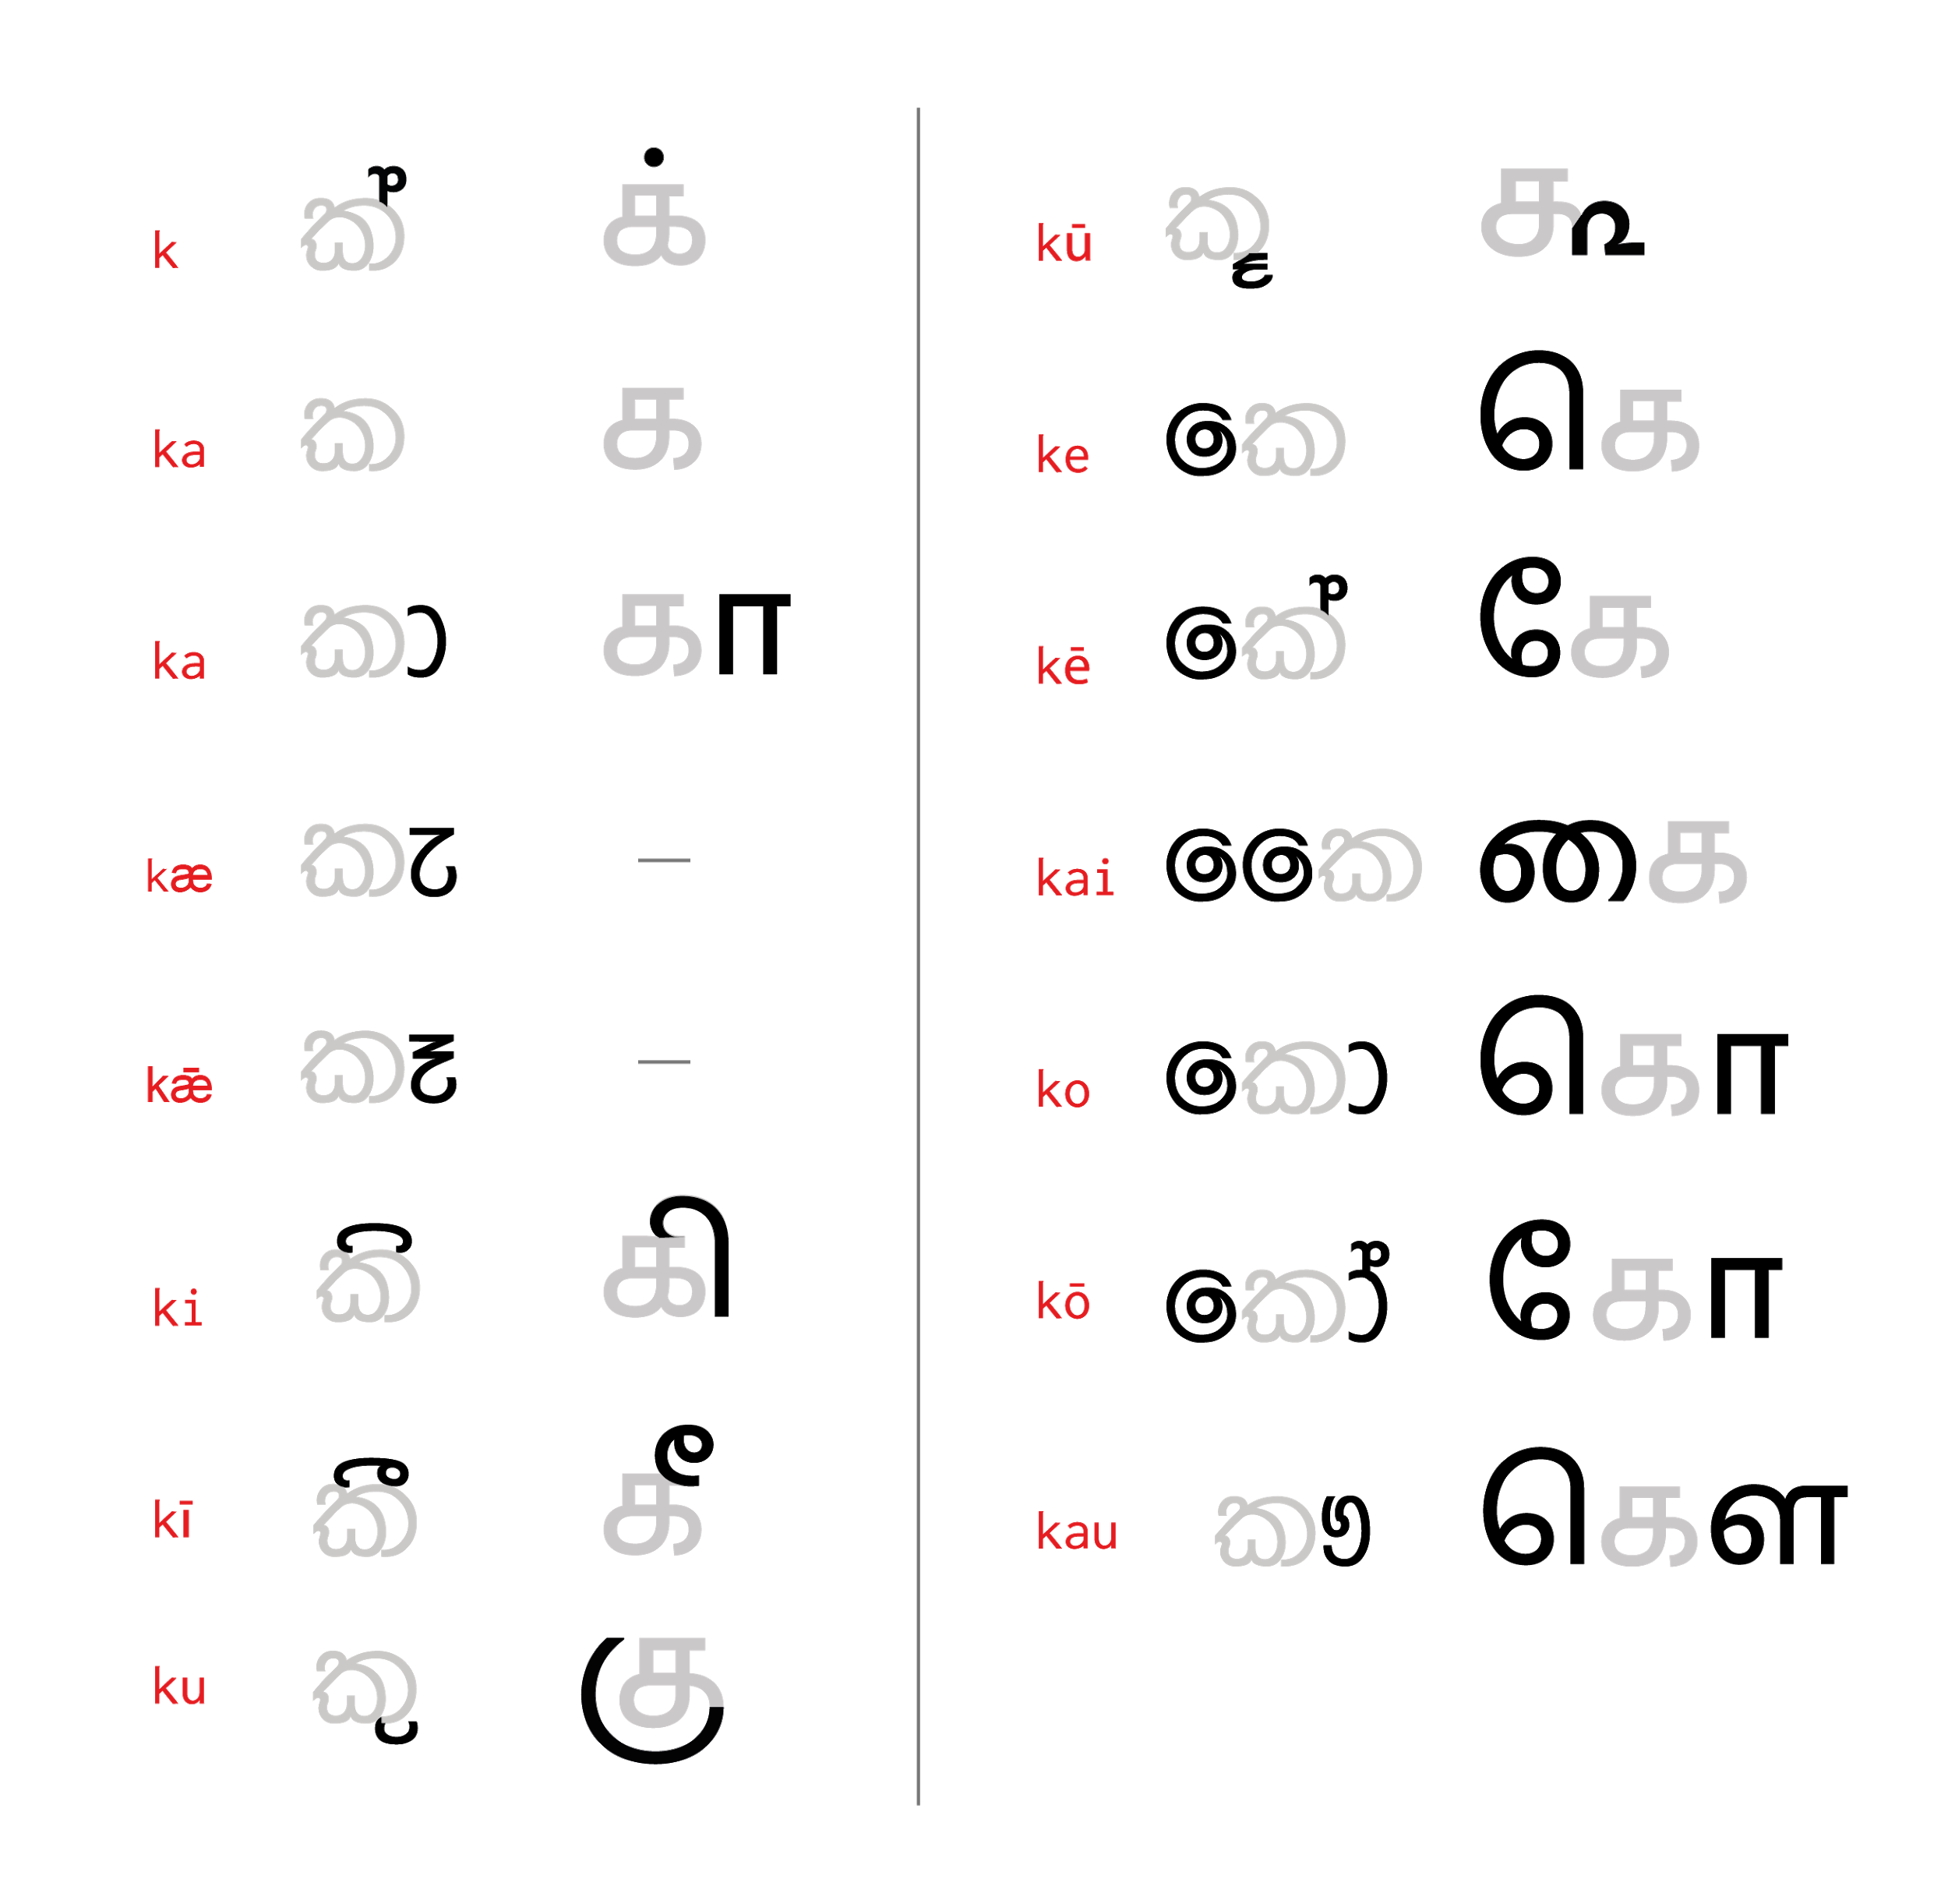 k ක් க்
ka ක க
ka කා கா
kæ කැ –
kǣ කෑ –
ki කි கி
kī කී கீ
ku කු கு
kū කූ கூ
ke කෙ கெ
kē කේ கே
kai කෛ கை
ko කො கொ
kō කෝ கோ
kau කෟ கௌ